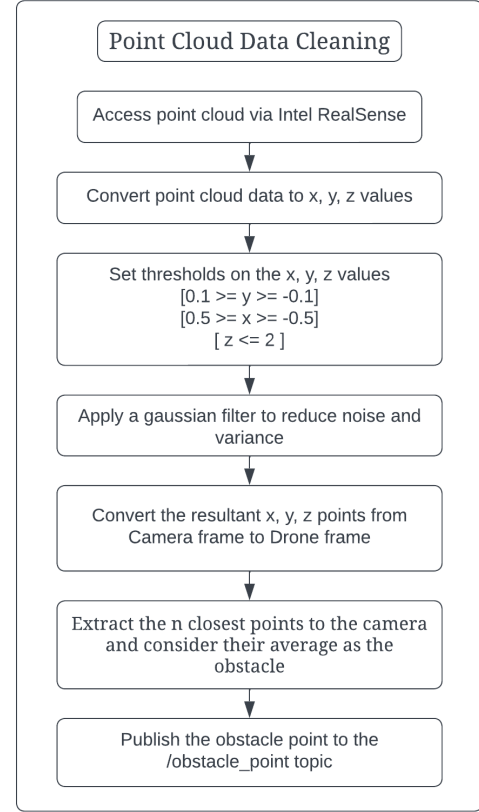 Point Cloud Data Cleaning
Access point cloud via Intel RealSense
Convert point cloud data to x, y, z values
Set thresholds on the x, y, z values
[0.1 >= y >= -0.1]
[0.5 >= x >= -0.5]
[ z <= 2 ]
Apply a gaussian filter to reduce noise and
variance
Convert the resultant x, y, z points from
Camera frame to Drone frame
Extract the n closest points to the camera
and consider their average as the
obstacle
Publish the obstacle point to the
/obstacle_point topic